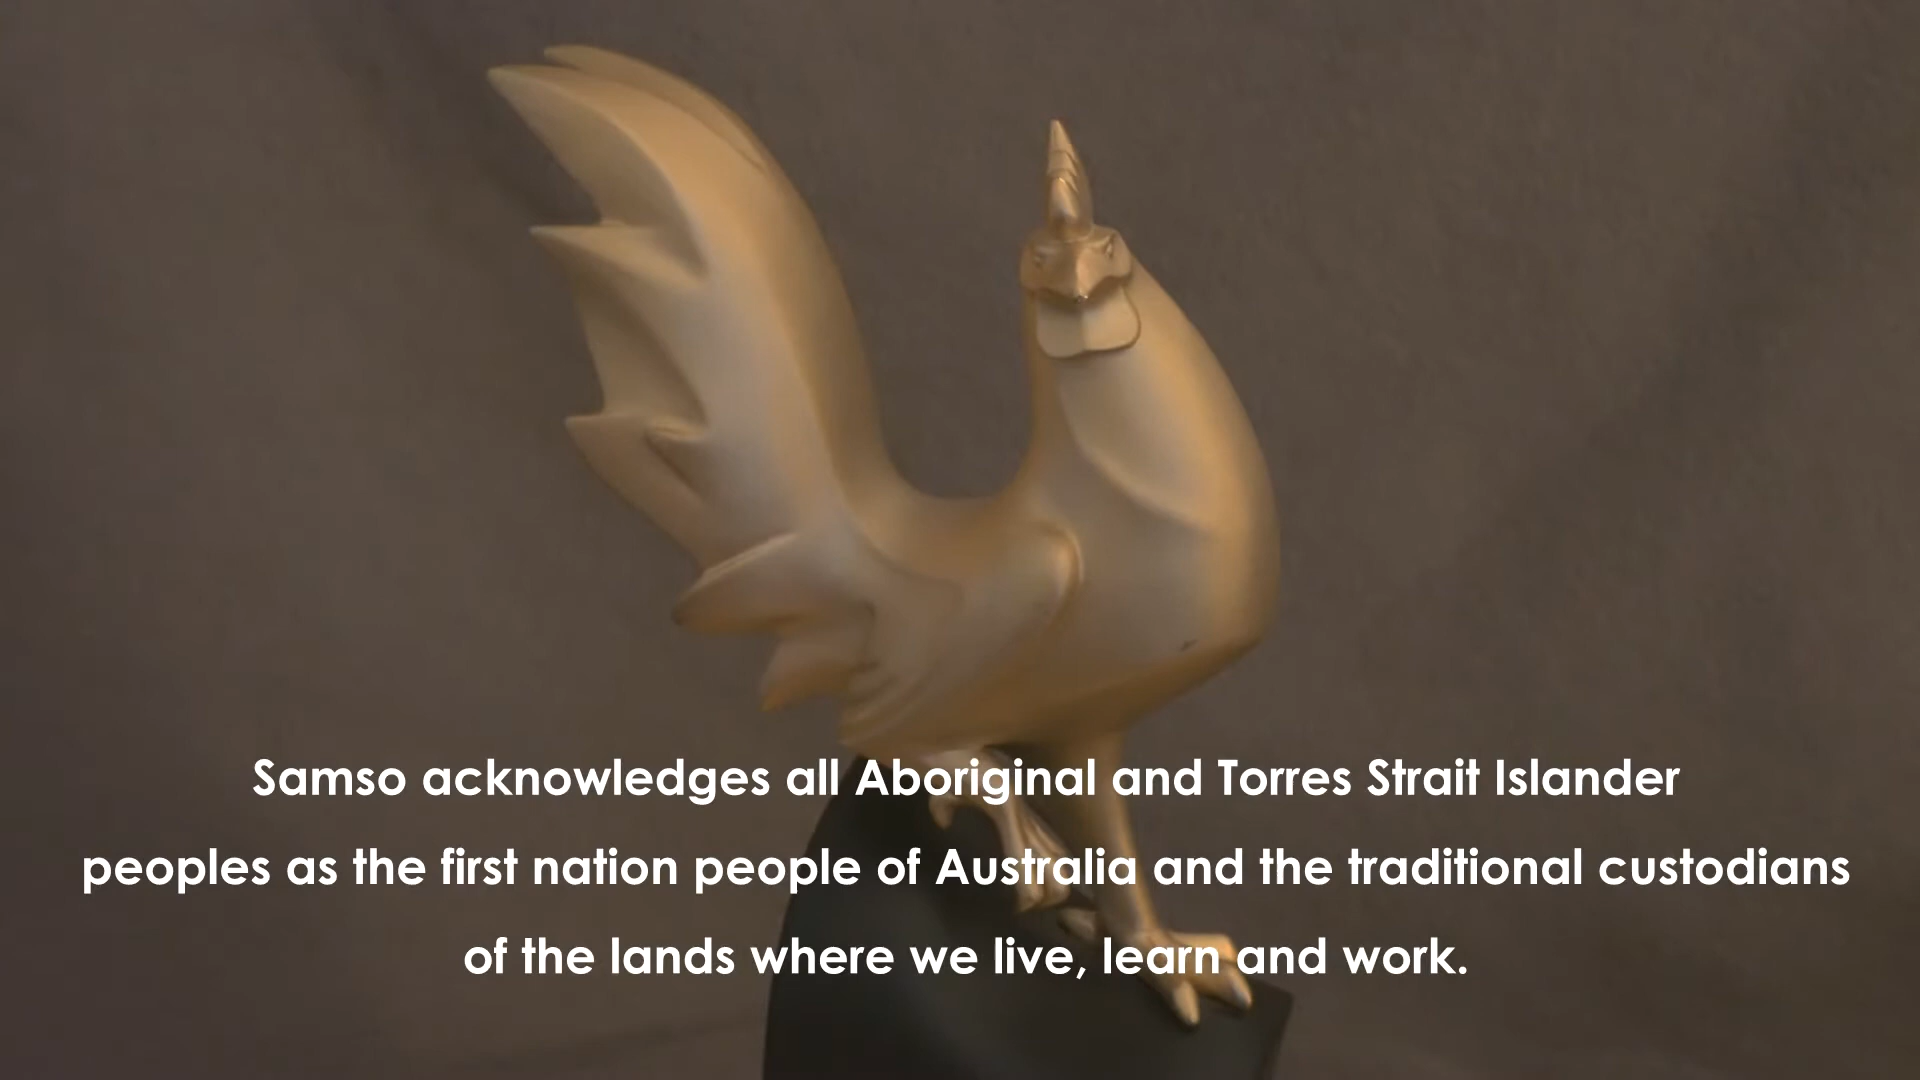 Samso acknowledges all Aboriginal and Torres Strait Islander
peoples as the first nation people of Australia and the traditional custodians
of the lands where we live, learn and work.